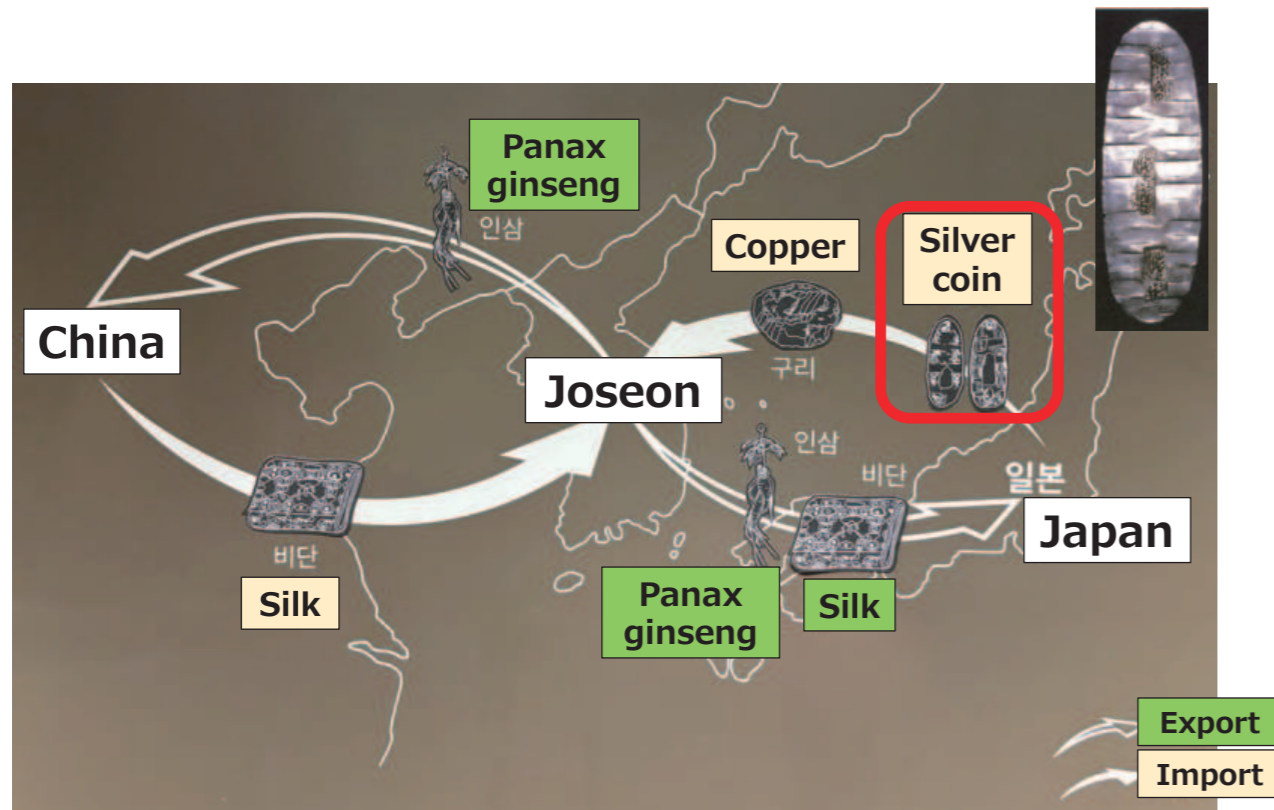 Panax
ginseng
인삼
Copper
Silver
coin
구리
China
Joseon
인삼
비단
일본
Japan
비단
Silk
Panax
ginseng
Silk
Export
Import